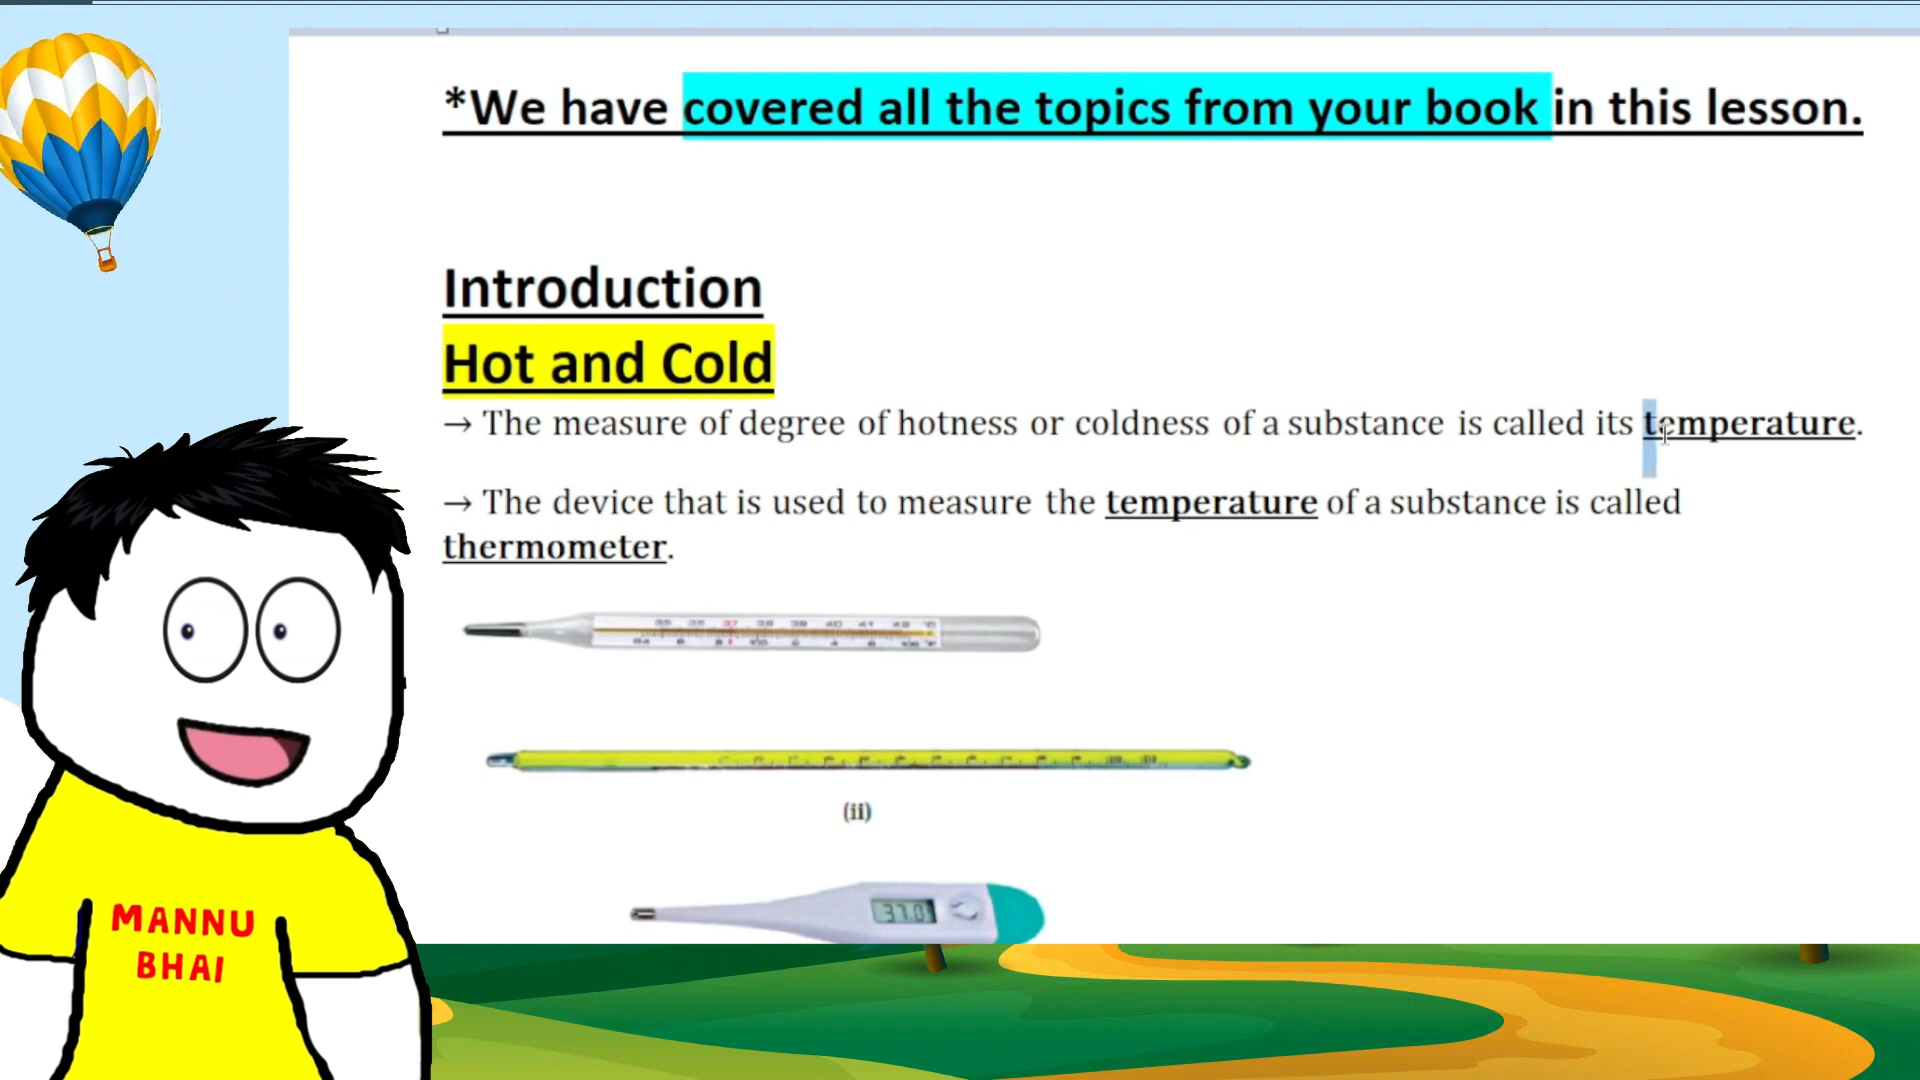 *We have covered all the topics from your book in this lesson.
Introduction
Hot and Cold
→ The measure of degree of hotness or coldness of a substance is called its temperature.
→ The device that is used to measure the temperature of a substance is called
thermometer.
(ii)
37.0
MANNU
BHAI